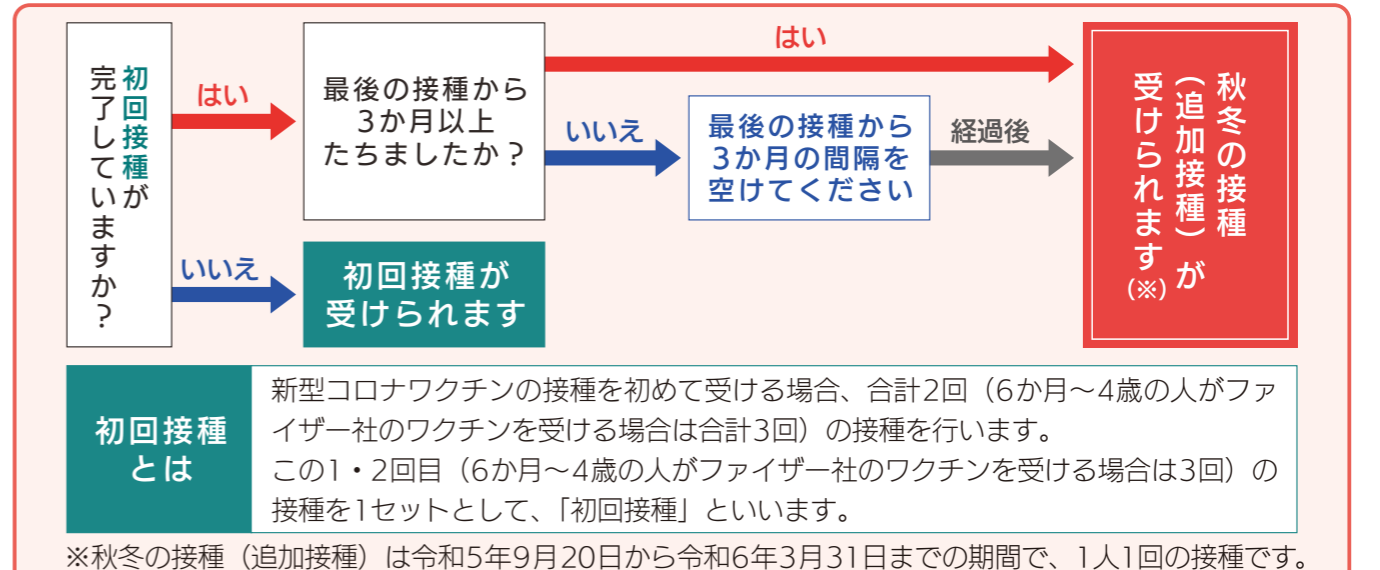 初回接種が
完了していますか？
はい
いいえ
最後の接種から
3か月以上
たちましたか？
はい
いいえ
最後の接種から
3か月の間隔を
空けてください
経過後
秋冬の接種
（追加接種）が
受けられます(※)
初回接種が
受けられます
初回接種
とは
新型コロナワクチンの接種を初めて受ける場合、合計2回（6か月～4歳の人がファ
イザー社のワクチンを受ける場合は合計3回）の接種を行います。
この1・2回目（6か月～4歳の人がファイザー社のワクチンを受ける場合は3回）の
接種を1セットとして、「初回接種」といいます。
※秋冬の接種（追加接種）は令和5年9月20日から令和6年3月31日までの期間で、1人1回の接種です。